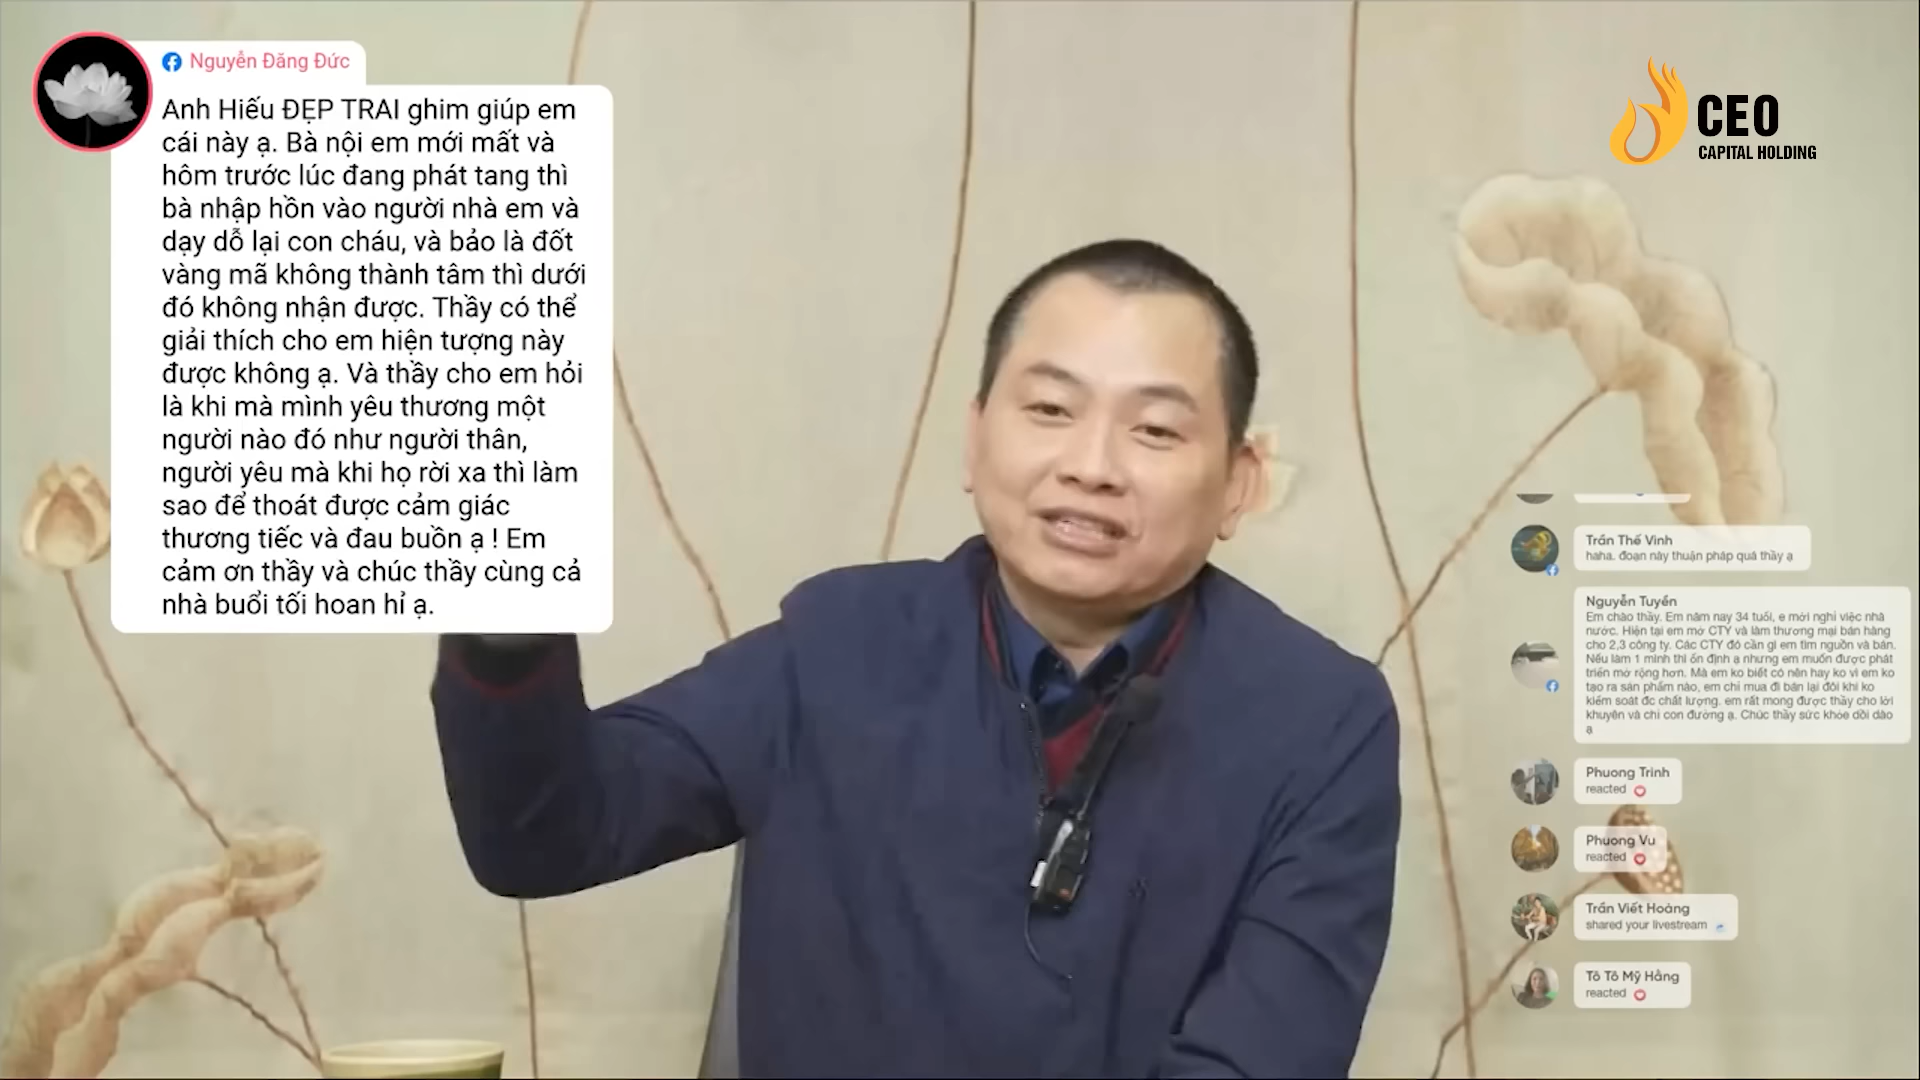 Nguyễn Đăng Đức
Anh Hiếu ĐẸP TRAI ghim giúp em
cái này ạ. Bà nội em mới mất và
hôm trước lúc đang phát tang thì
bà nhập hồn vào người nhà em và
dạy dỗ lại con cháu, và bảo là đốt
vàng mã không thành tâm thì dưới
đó không nhận được. Thầy có thể
giải thích cho em hiện tượng này
được không ạ. Và thầy cho em hỏi
là khi mà mình yêu thương một
người nào đó như người thân,
người yêu mà khi họ rời xa thì làm
sao để thoát được cảm giác
thương tiếc và đau buồn ạ ! Em
cảm ơn thầy và chúc thầy cùng cả
nhà buổi tối hoan hỉ ạ.
CEO
CAPITAL HOLDING
Trần Thế Vinh
haha. đoạn này thuận pháp quá thầy ạ
Nguyễn Tuyển
Em chào thầy. Em năm nay 34 tuổi, e mới nghỉ việc nhà
nước. Hiện tại em mở CTY và làm thương mại bán hàng
cho 2,3 công ty. Các CTY đó cần gì em tìm nguồn và bán.
Nếu làm 1 mình thì ổn định ạ nhưng em muốn được phát
triển mở rộng hơn. Mà em ko biết có nên hay ko vì em ko
tạo ra sản phẩm nào, em chỉ mua đi bán lại đôi khi ko
kiểm soát đc chất lượng. em rất mong được thầy cho lời
khuyên và chỉ con đường ạ. Chúc thầy sức khỏe dồi dào
ạ
Phuong Trinh
reacted
Phuong Vu
reacted
Trần Viết Hoàng
shared your livestream
Tô Tô Mỹ Hằng
reacted